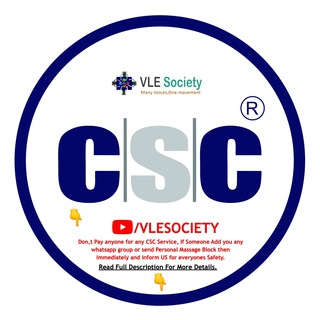 VLE Society
Many Voices,One movement
®
CSC
/VLESOCIETY
Don,t Pay anyone for any CSC Service, If Someone Add you any
whatsapp group or send Personal Massage Block then
Immediately and inform US for everyones Safety.
Read Full Description For More Details.